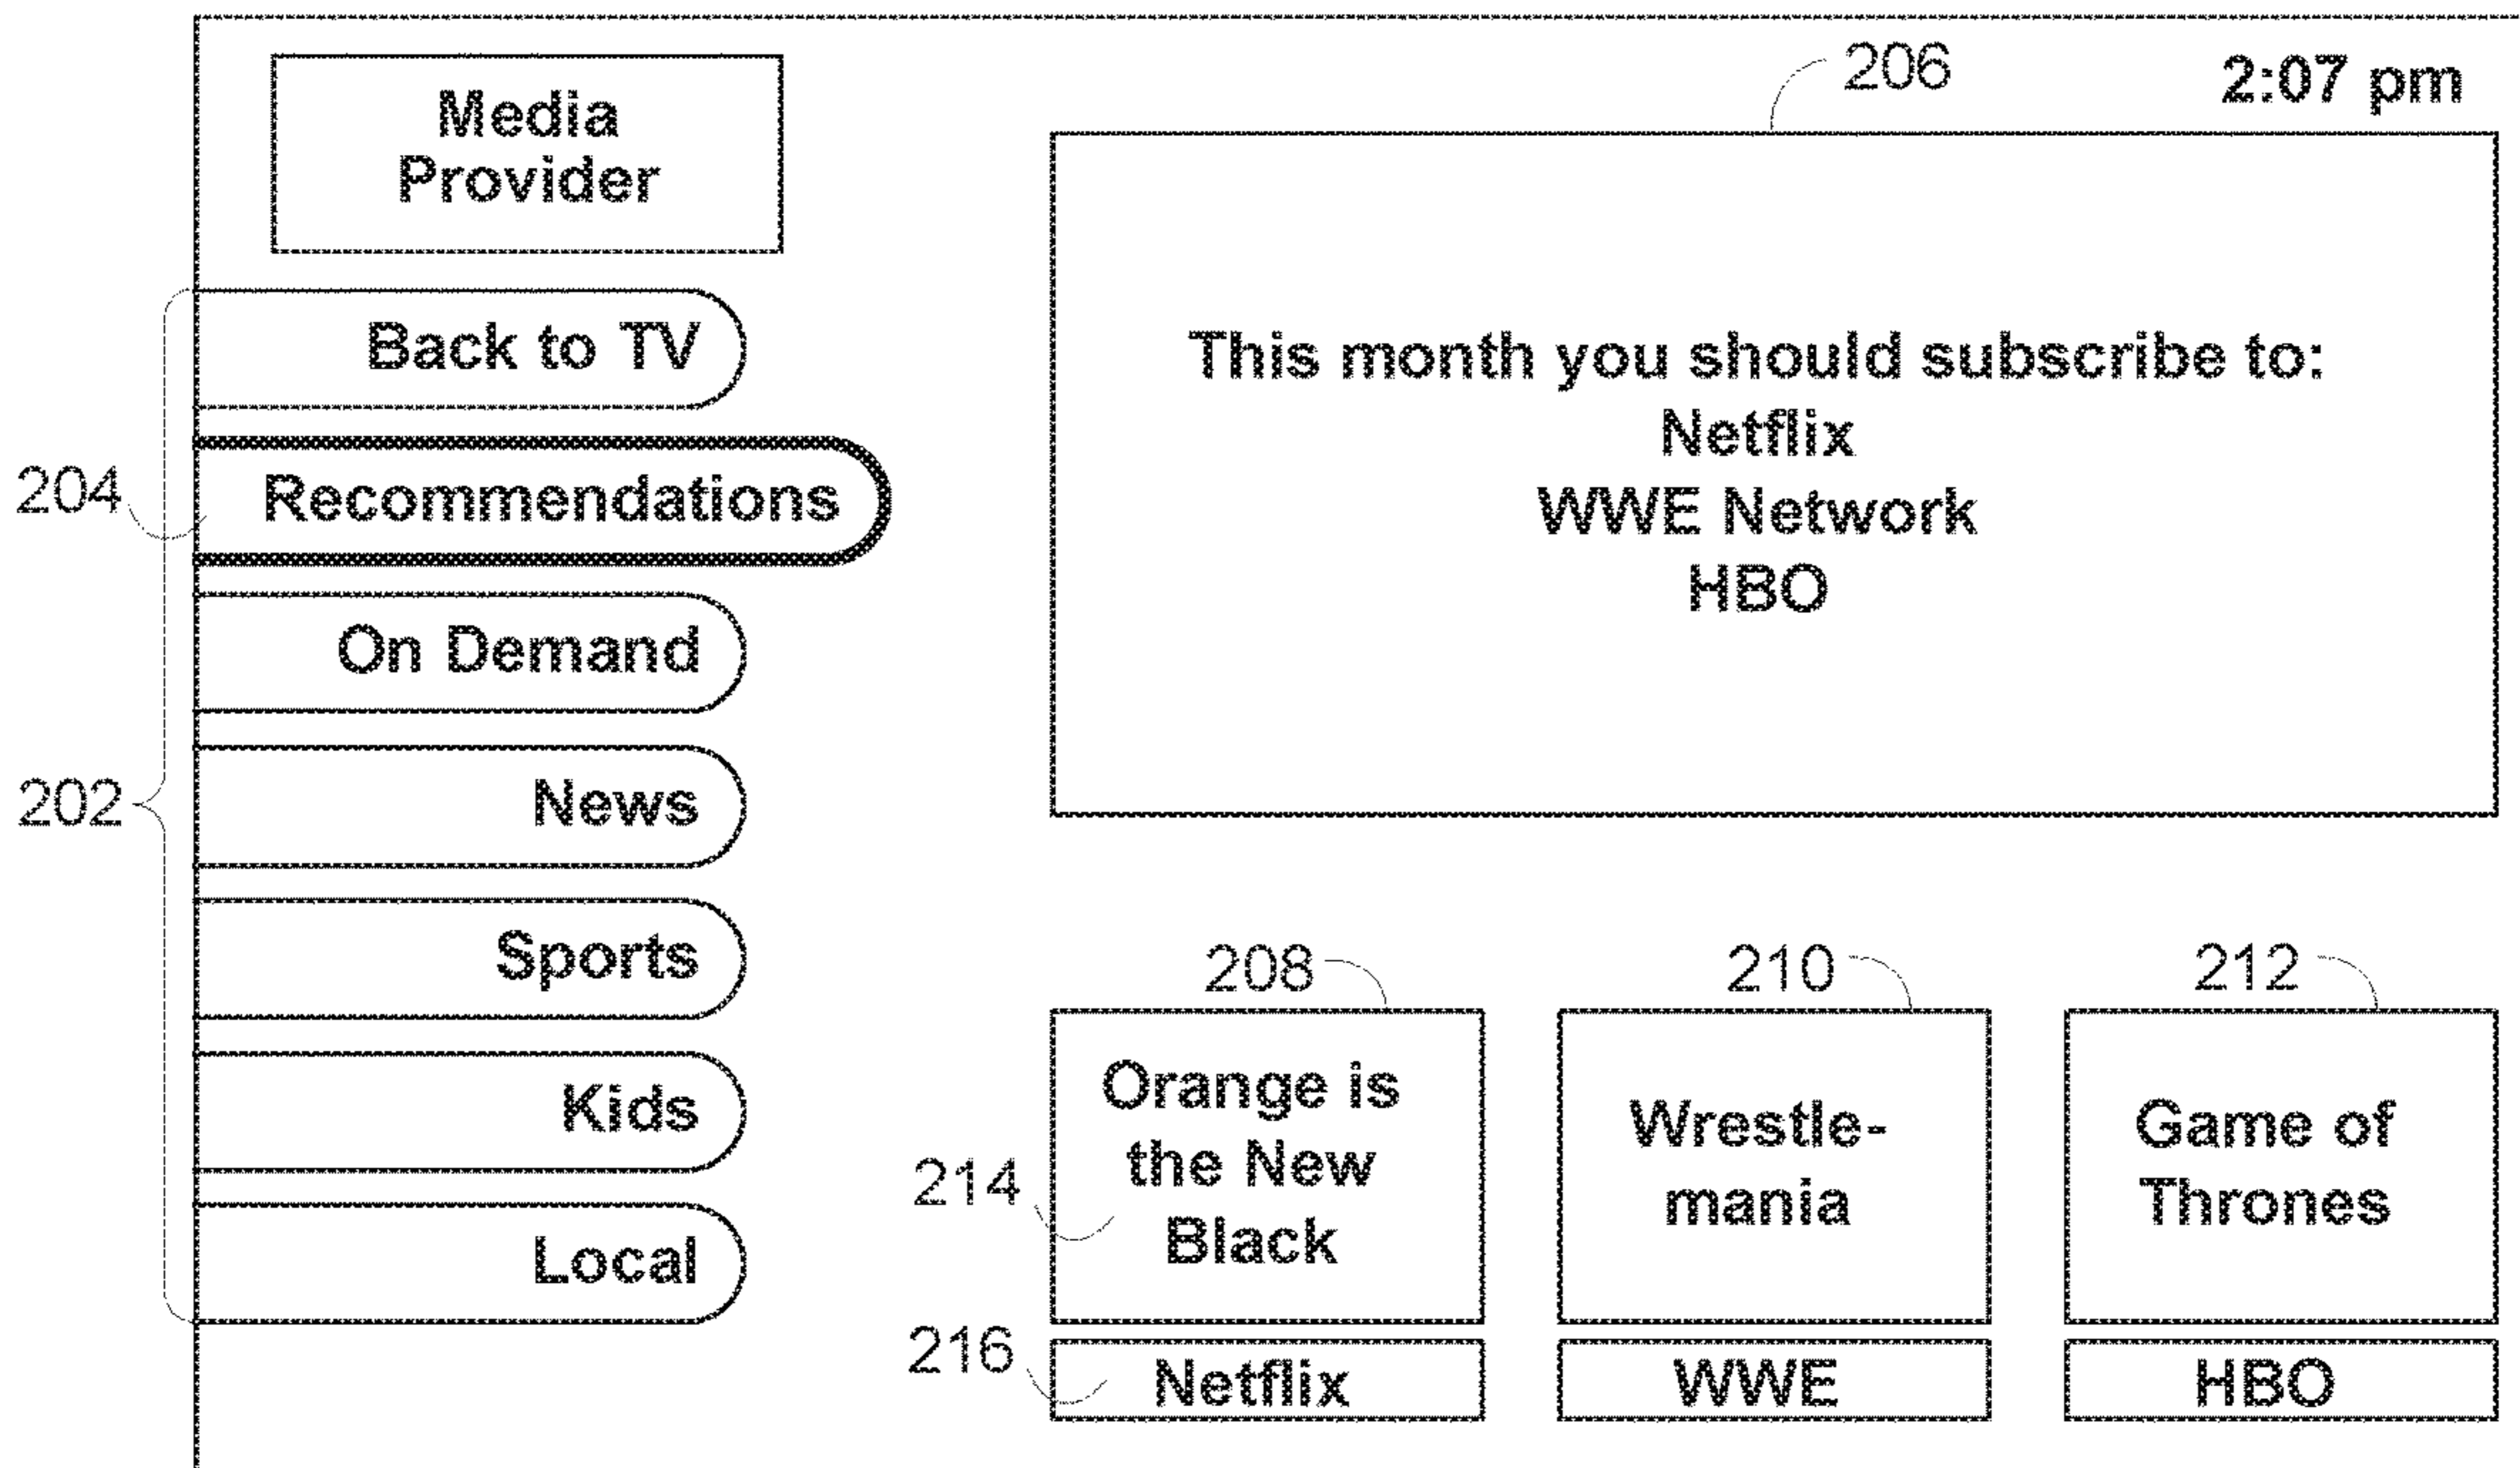 206
2:07 pm
Media
Provider
Back to TV
204
Recommendations
On Demand
202
News
Sports
Kids
Local
This month you should subscribe to:
Netflix
WWE Network
HBO
208
210
212
214
Orange is
the New
Black
Wrestle-
mania
Game of
Thrones
216
Netflix
WWE
HBO